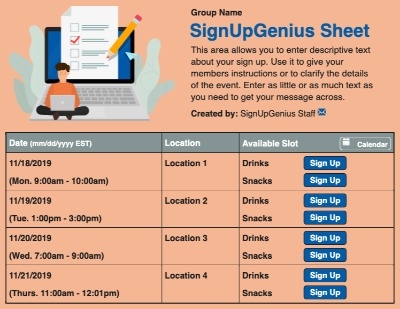 Group Name
SignUpGenius Sheet
This area allows you to enter descriptive text
about your sign up. Use it to give your
members instructions or to clarify the details
of the event. Enter as little or as much text as
you need to get your message across.
Created by: SignUpGenius Staff
Date (mm/dd/yyyy EST) Location Available Slot Calendar
11/18/2019 Location 1 Drinks Sign Up
(Mon. 9:00am - 10:00am) Snacks Sign Up
11/19/2019 Location 2 Drinks Sign Up
(Tue. 1:00pm - 3:00pm) Snacks Sign Up
11/20/2019 Location 3 Drinks Sign Up
(Wed. 7:00am - 9:00am) Snacks Sign Up
11/21/2019 Location 4 Drinks Sign Up
(Thurs. 11:00am - 12:01pm) Snacks Sign Up